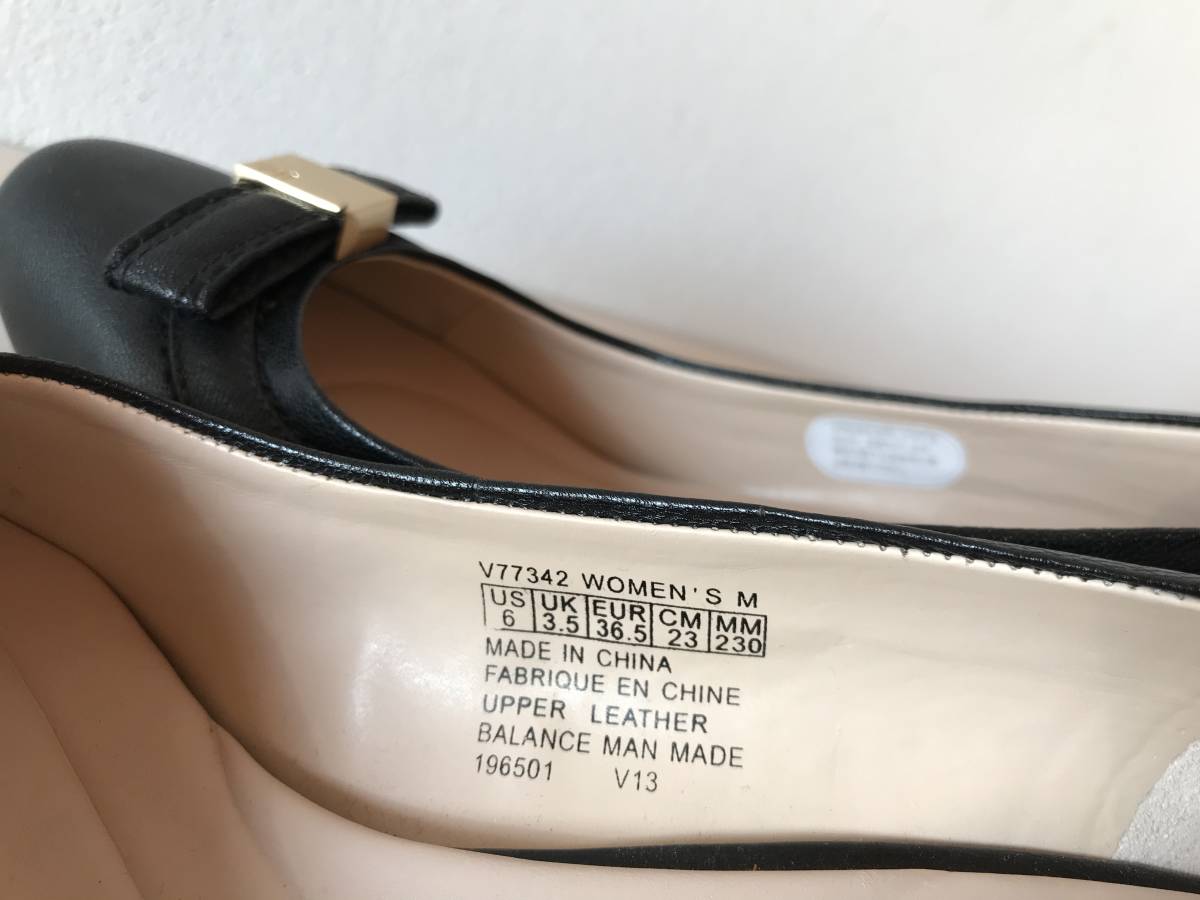 V77342 WOMEN'S M
US UK EUR CM MM
6 3.5 36.5 23 230
MADE IN CHINA
FABRIQUE EN CHINE
UPPER LEATHER
BALANCE MAN MADE
196501 V13